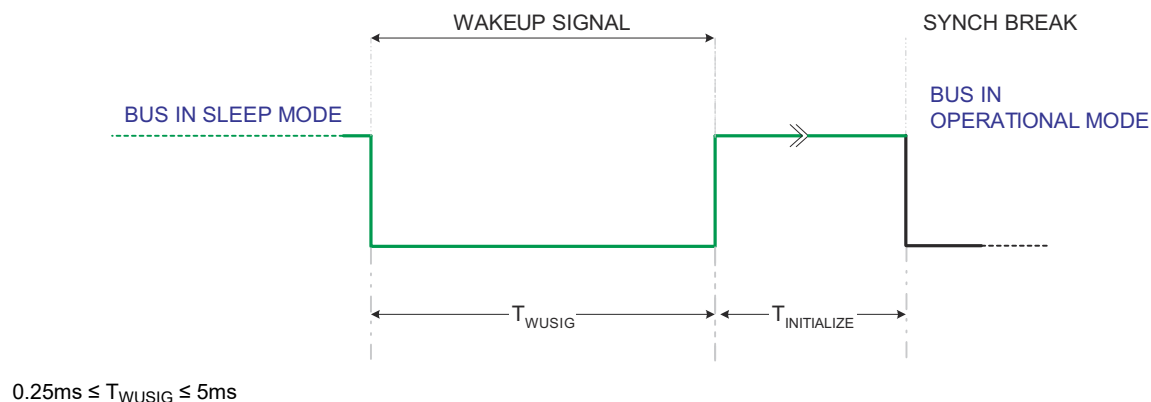 WAKEUP SIGNAL
SYNCH BREAK
BUS IN SLEEP MODE
BUS IN
OPERATIONAL MODE
TWUSIG
TINITIALIZE
0.25ms ≤ TWUSIG ≤ 5ms